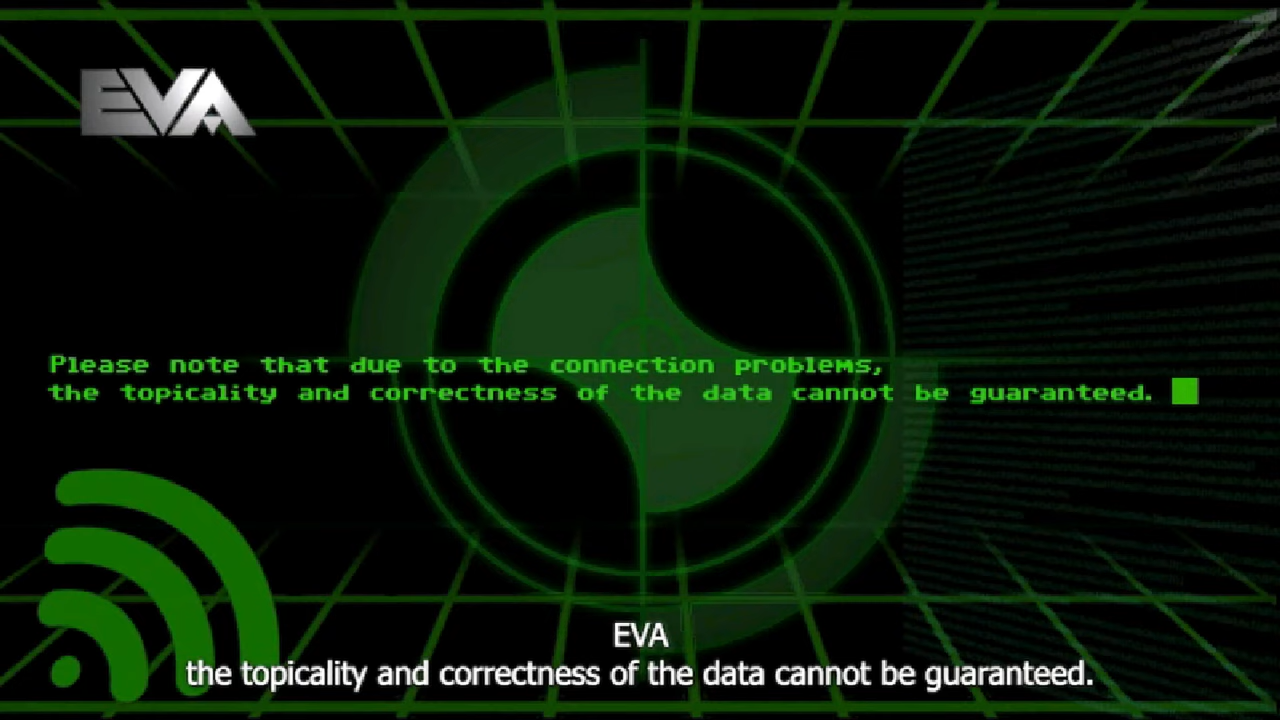 EVA
Please note that due to the connection problems,
the topicality and correctness of the data cannot be guaranteed.
EVA
the topicality and correctness of the data cannot be guaranteed.